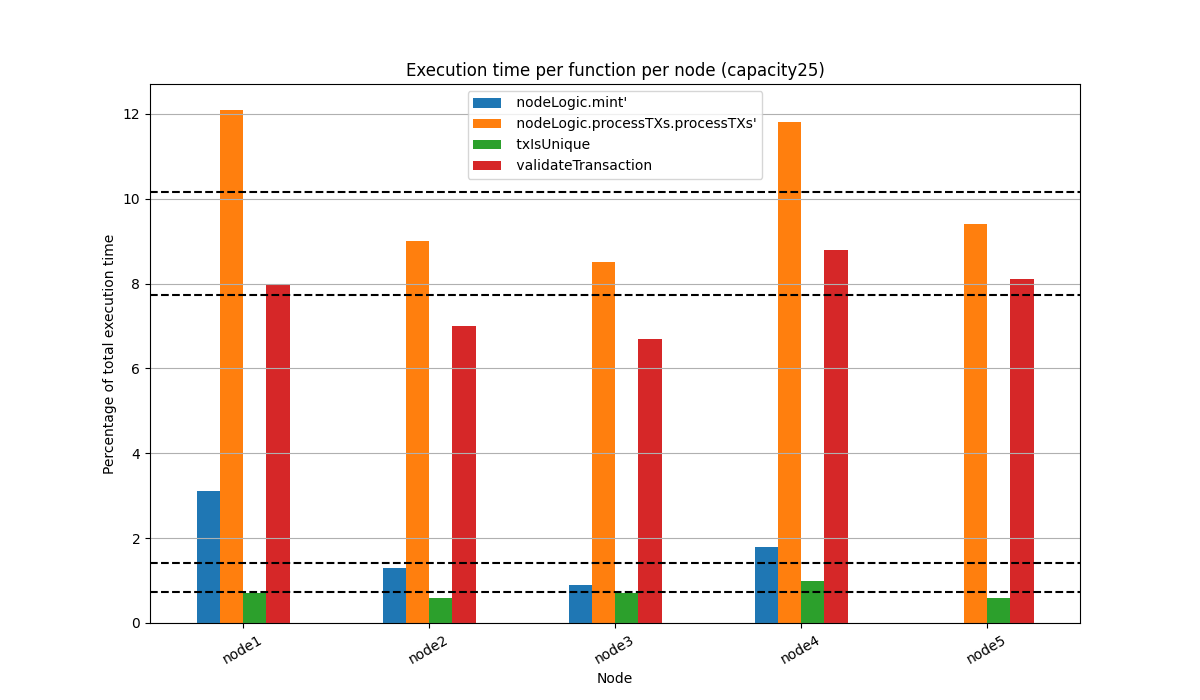 Execution time per function per node (capacity25)
nodeLogic.mint'
nodeLogic.processTXs.processTXs'
txIsUnique
validateTransaction
Percentage of total execution time
12
10
8
6
4
2
0
node1
node2
node3
node4
node5
Node